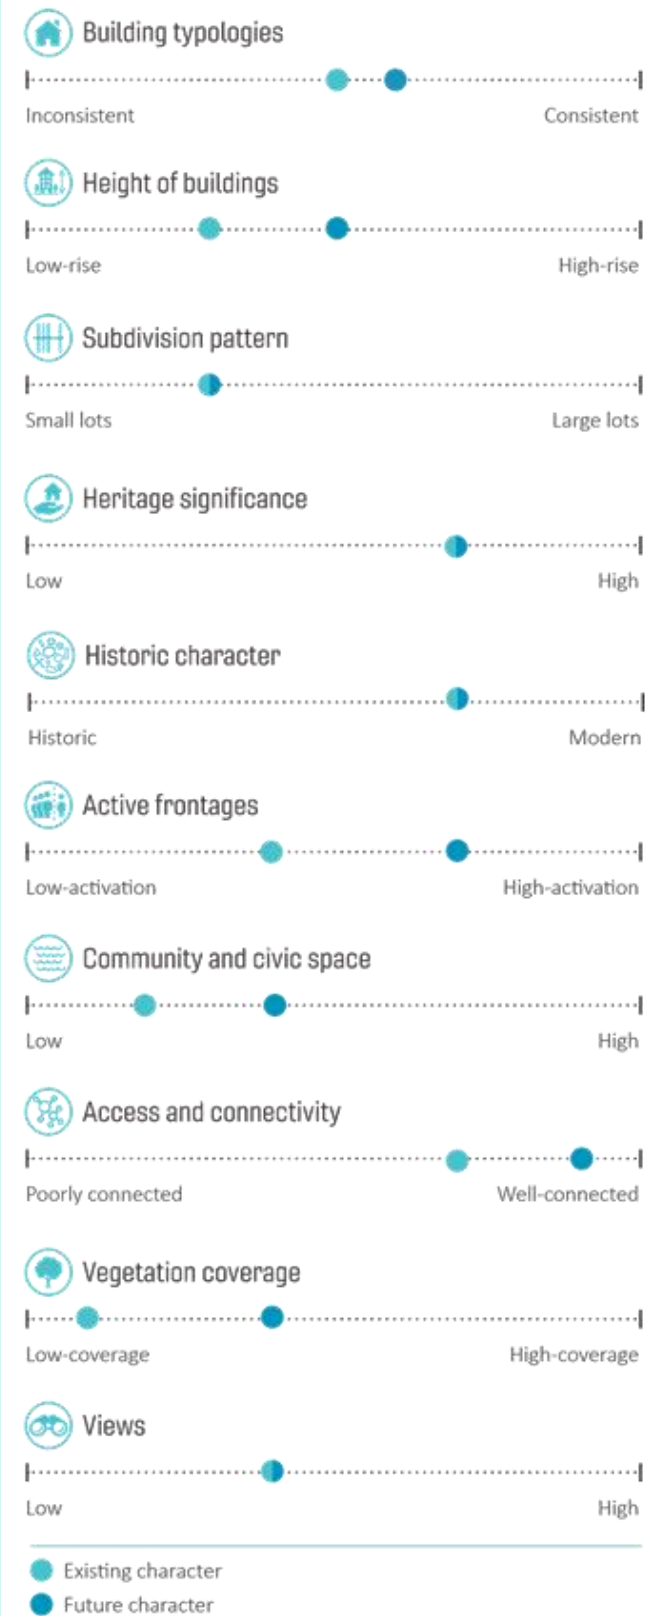 Building typologies
Inconsistent Consistent
Height of buildings
Low-rise High-rise
Subdivision pattern
Small lots Large lots
Heritage significance
Low High
Historic character
Historic Modern
Active frontages
Low-activation High-activation
Community and civic space
Low High
Access and connectivity
Poorly connected Well-connected
Vegetation coverage
Low-coverage High-coverage
Views
Low High
Existing character
Future character